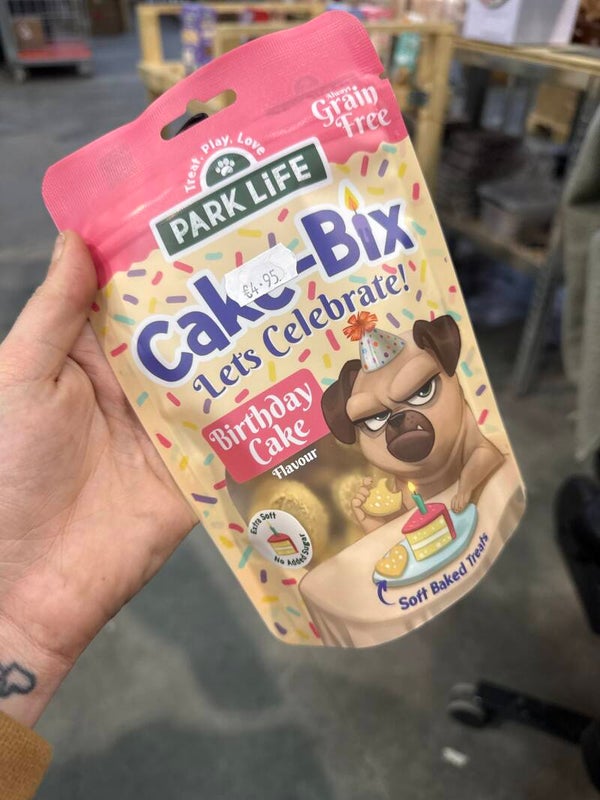 Always
Grain
Free
Treat, Play, Love
PARK LiFE
Cake-Bix
£4.95
Lets Celebrate!
Birthday
Cake
Flavour
Extra Soft
No Added Sugar
Soft Baked Treats